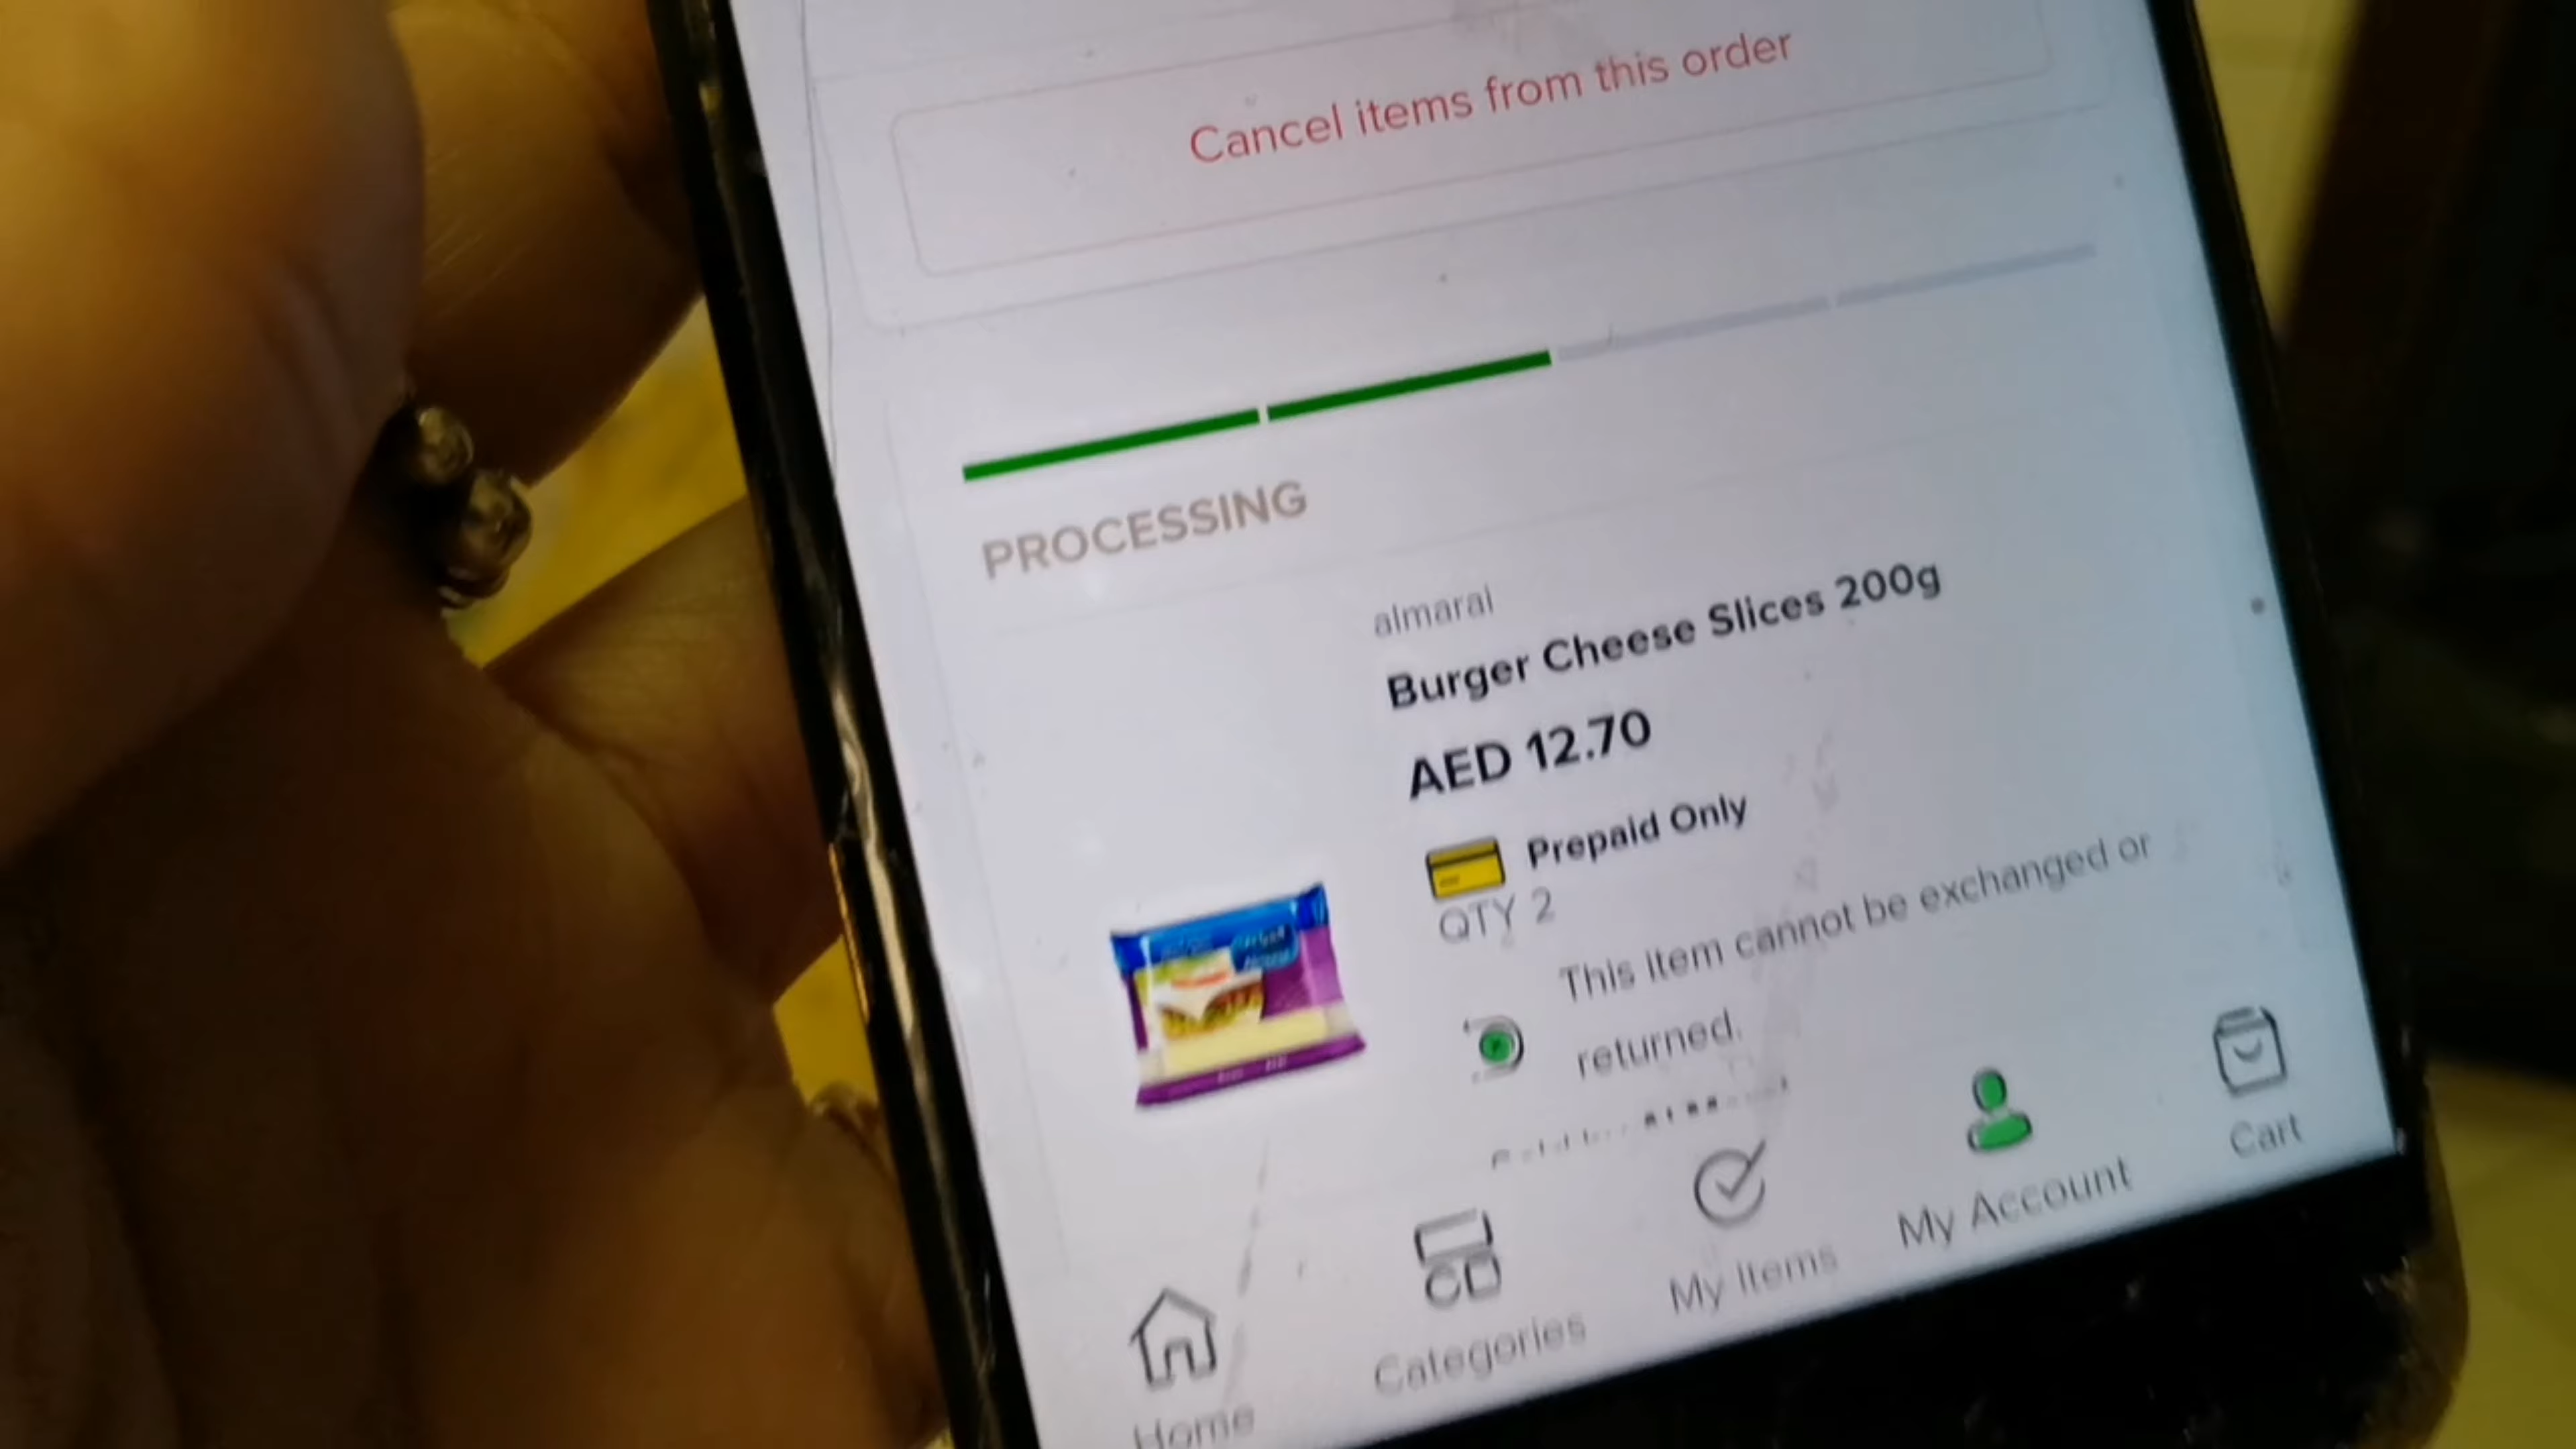 Cancel items from this order
PROCESSING
almarai
Burger Cheese Slices 200g
AED 12.70
Prepaid Only
QTY 2
This item cannot be exchanged or
returned.
Home
Categories
My Items
My Account
Cart